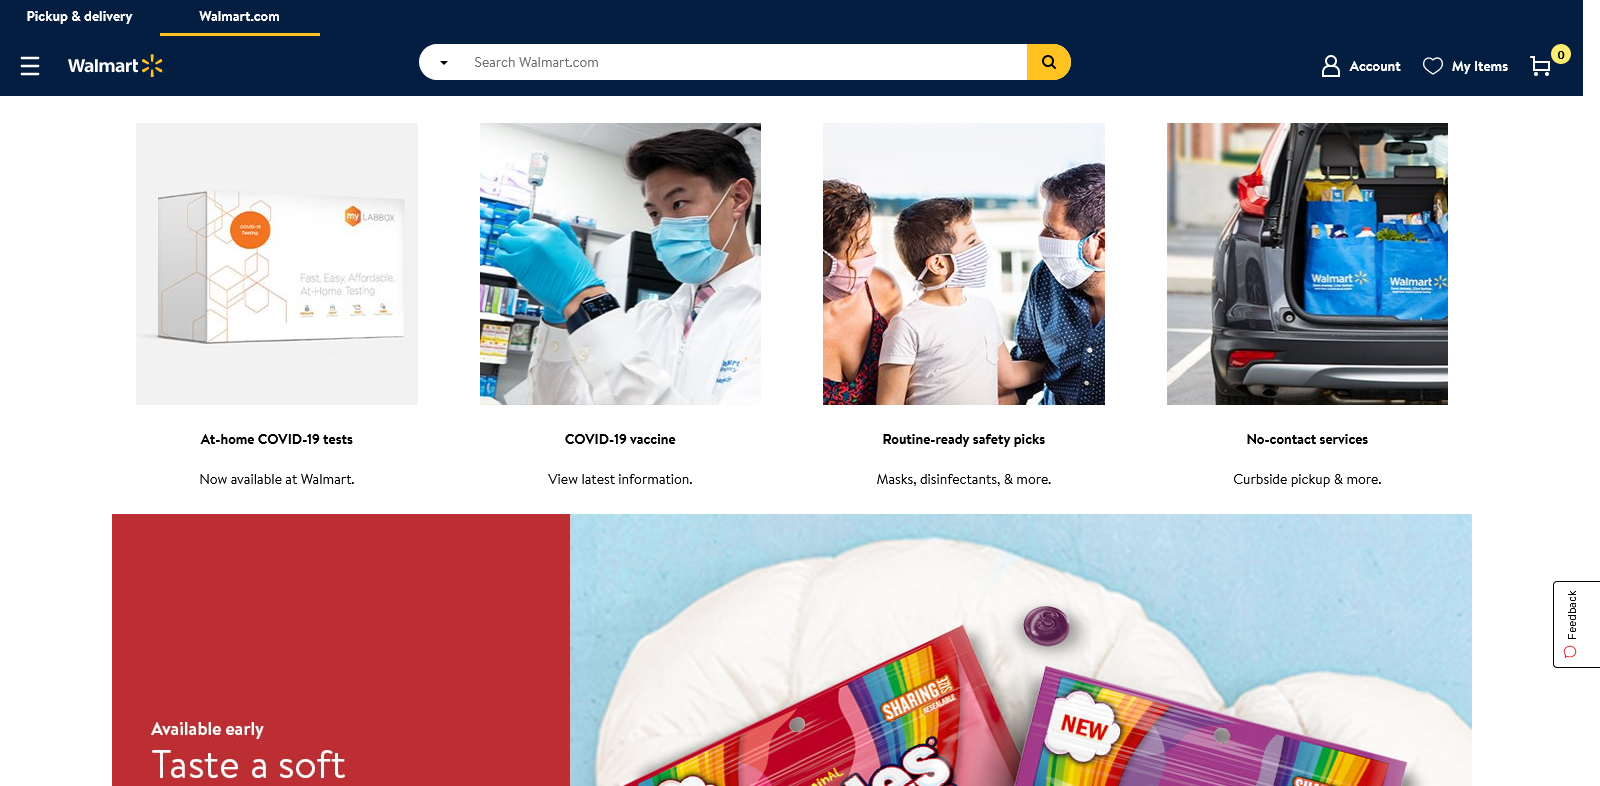 Pickup & delivery
Walmart.com
Walmart
Search Walmart.com
Account
My Items
0
my LABBOX
COVID-19
Testing
Fast, Easy, Affordable,
At-Home Testing
Walmart
Walmart
At-home COVID-19 tests
COVID-19 vaccine
Routine-ready safety picks
No-contact services
Now available at Walmart.
View latest information.
Masks, disinfectants, & more.
Curbside pickup & more.
Feedback
Available early
Taste a soft
SHARING SIZE
RESEALABLE
NEW